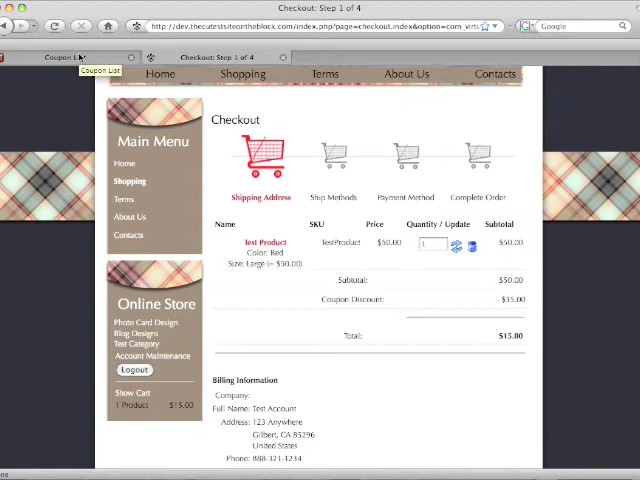 Checkout: Step 1 of 4
http://dev.thecutestsiteontheblock.com/index.php?page=checkout.index&option=com_virtu
Google
Coupon List
Checkout: Step 1 of 4
Coupon List
Home
Shopping
Terms
About Us
Contacts
Main Menu
Home
Shopping
Terms
About Us
Contacts
Online Store
Photo Card Design
Blog Designs
Test Category
Account Maintenance
Logout
Show Cart
1 Product $15.00
Checkout
Shipping Address Ship Methods Payment Method Complete Order
Name SKU Price Quantity / Update Subtotal
Test Product TestProduct $50.00 1 $50.00
Color: Red
Size: Large (= $50.00)
Subtotal: $50.00
Coupon Discount: - $35.00
Total: $15.00
Billing Information
Company:
Full Name: Test Account
Address: 123 Anywhere
Gilbert, CA 85296
United States
Phone: 888-321-1234